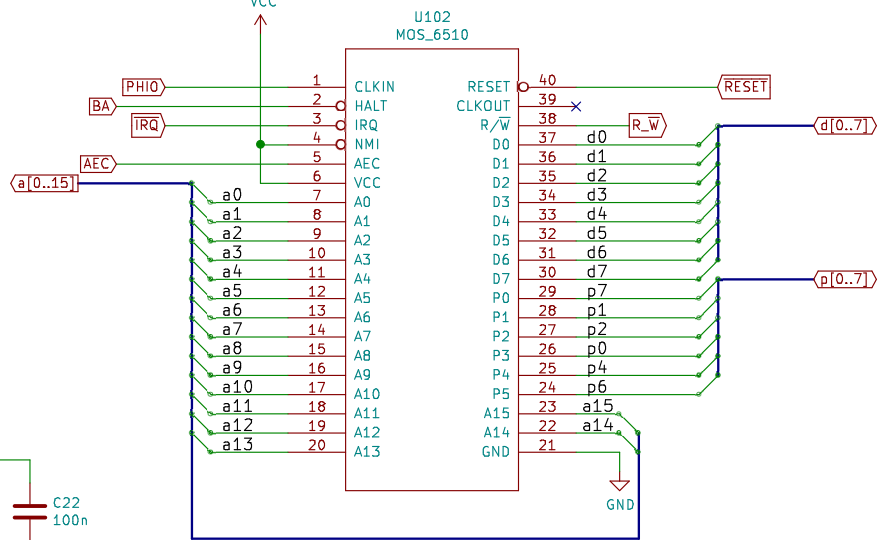 VCC
U102
MOS_6510
PHI0 1 CLKIN RESET 40 RESET
BA 2 HALT CLKOUT 39
IRQ 3 IRQ R/W 38 R_W
4 NMI D0 37 d0 d[0..7]
AEC 5 AEC D1 36 d1
a[0..15] 6 VCC D2 35 d2
a0 7 A0 D3 34 d3
a1 8 A1 D4 33 d4
a2 9 A2 D5 32 d5
a3 10 A3 D6 31 d6
a4 11 A4 D7 30 d7 p[0..7]
a5 12 A5 P0 29 p7
a6 13 A6 P1 28 p1
a7 14 A7 P2 27 p2
a8 15 A8 P3 26 p0
a9 16 A9 P4 25 p4
a10 17 A10 P5 24 p6
a11 18 A11 A15 23 a15
a12 19 A12 A14 22 a14
a13 20 A13 GND 21
GND
C22
100n